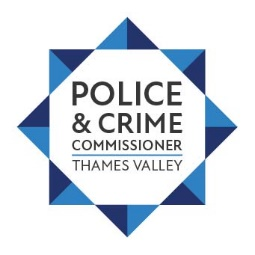 POLICE
& CRIME
COMMISSIONER
THAMES VALLEY